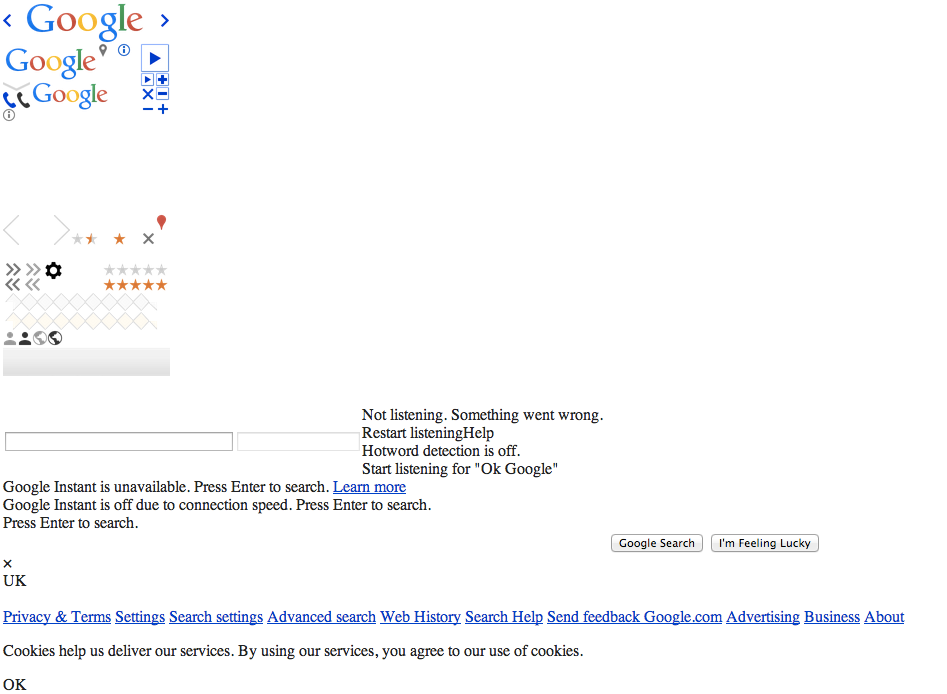 Google
Google
Google
Not listening. Something went wrong.
Restart listeningHelp
Hotword detection is off.
Start listening for "Ok Google"
Google Instant is unavailable. Press Enter to search. Learn more
Google Instant is off due to connection speed. Press Enter to search.
Press Enter to search.
Google Search I'm Feeling Lucky
×
UK
Privacy & Terms Settings Search settings Advanced search Web History Search Help Send feedback Google.com Advertising Business About
Cookies help us deliver our services. By using our services, you agree to our use of cookies.
OK